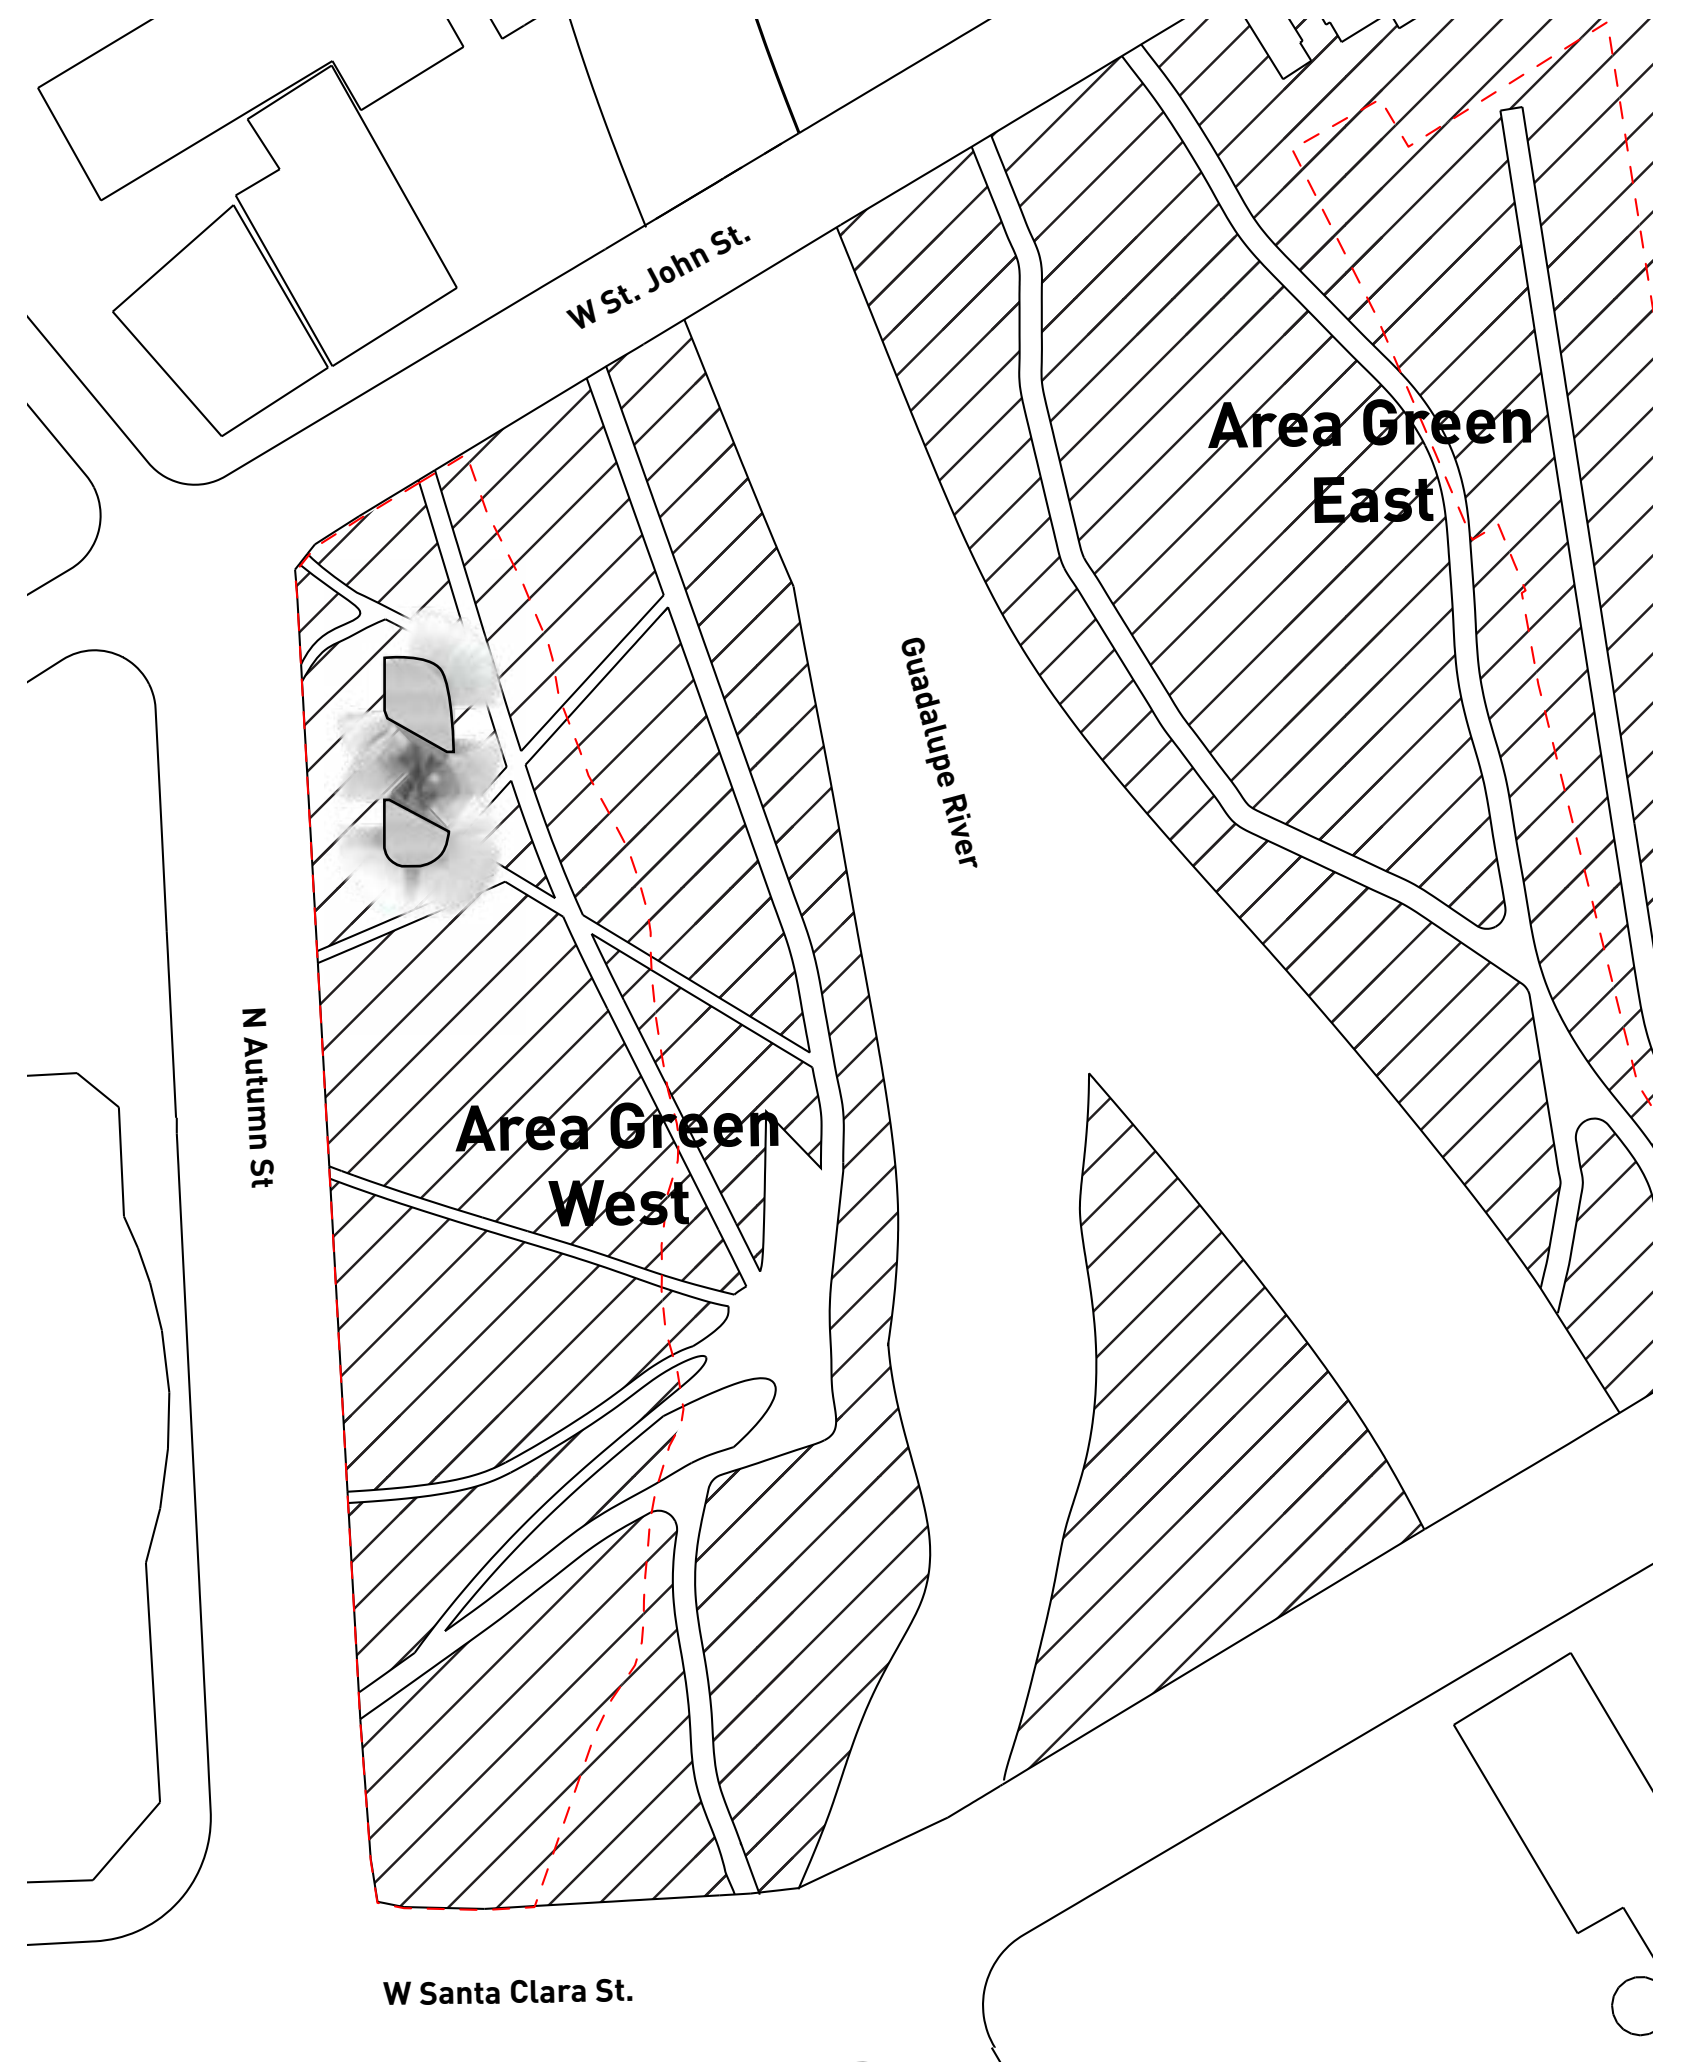 W St. John St.
Area Green
East
Guadalupe River
N Autumn St
Area Green
West
W Santa Clara St.